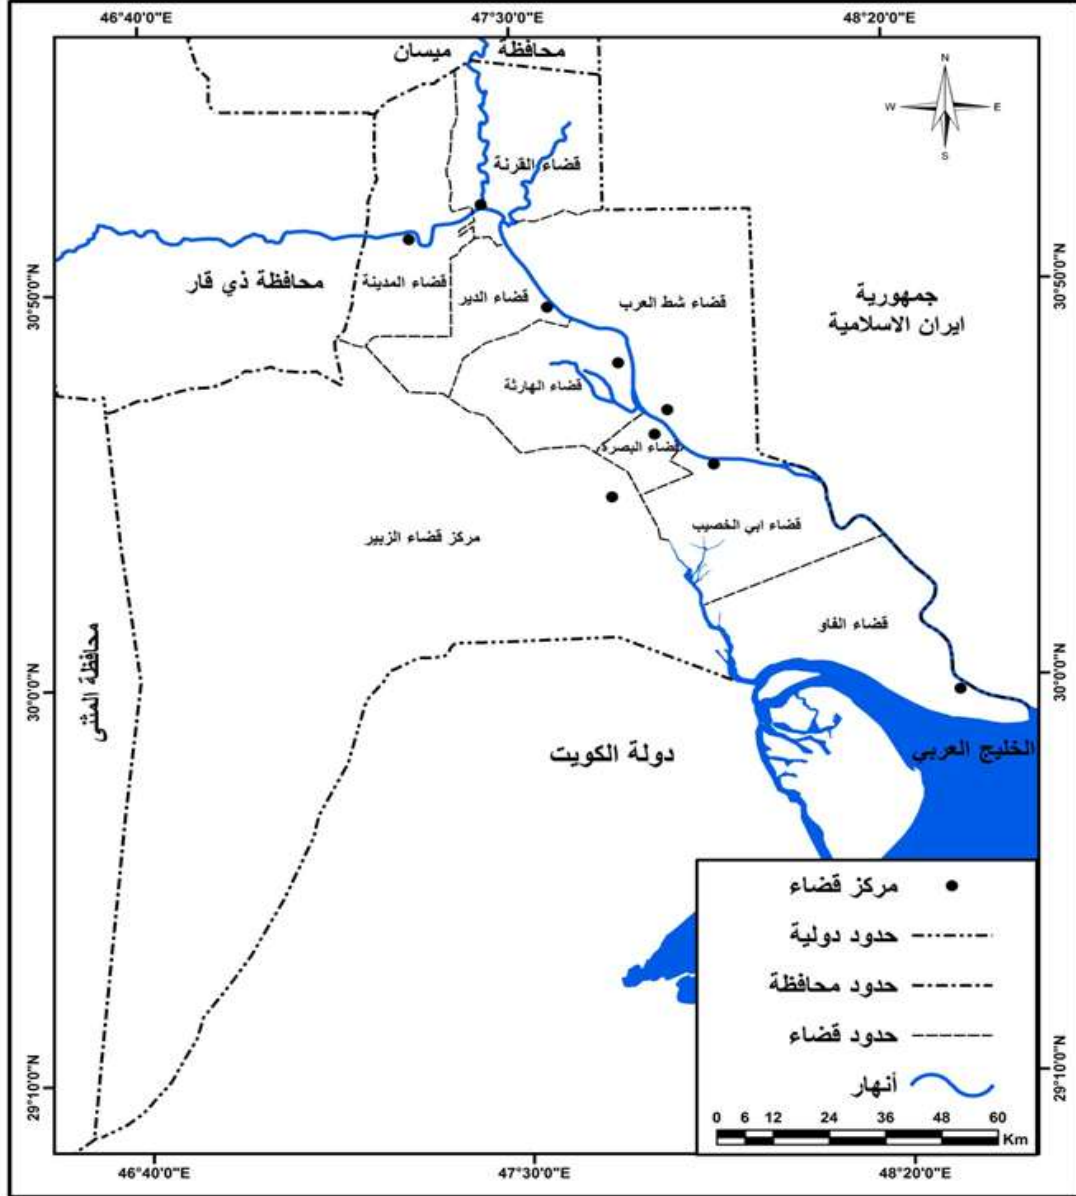 46°40'0"E 47°30'0"E 48°20'0"E
محافظة ميسان
N
W E
S
قضاء القرنة
30°50'0"N
30°50'0"N
محافظة ذي قار
قضاء المدينة
قضاء الدير
قضاء شط العرب
جمهورية
ايران الاسلامية
قضاء الهارثة
قضاء البصرة
قضاء ابي الخصيب
مركز قضاء الزبير
قضاء الفاو
محافظة المثنى
30°0'0"N
30°0'0"N
دولة الكويت
الخليج العربي
مركز قضاء
حدود دولية
حدود محافظة
حدود قضاء
أنهار
29°10'0"N
29°10'0"N
0 6 12 24 36 48 60
Km
46°40'0"E 47°30'0"E 48°20'0"E